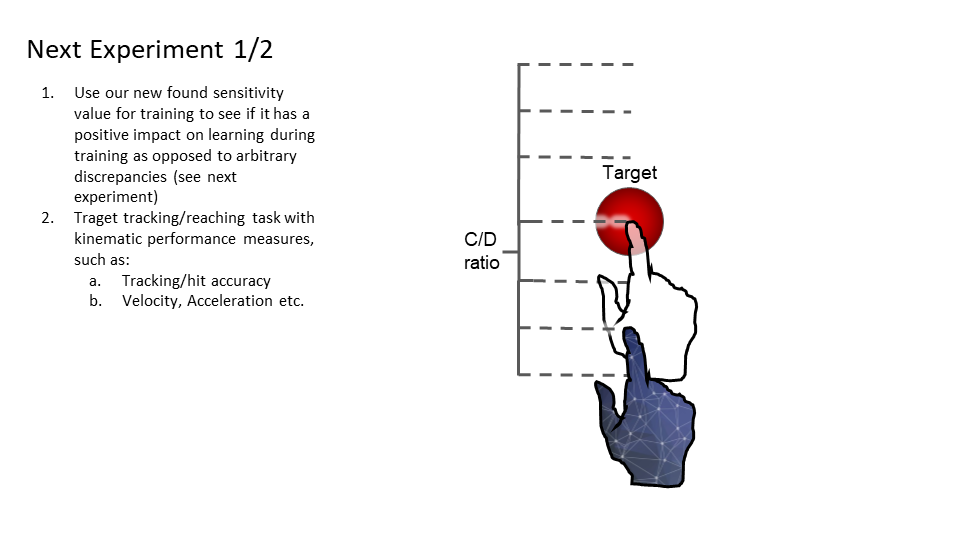 Next Experiment 1/2
1. Use our new found sensitivity
value for training to see if it has a
positive impact on learning during
training as opposed to arbitrary
discrepancies (see next
experiment)
2. Traget tracking/reaching task with
kinematic performance measures,
such as:
a. Tracking/hit accuracy
b. Velocity, Acceleration etc.
Target
C/D
ratio